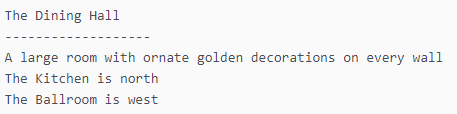 The Dining Hall
-------------------
A large room with ornate golden decorations on every wall
The Kitchen is north
The Ballroom is west